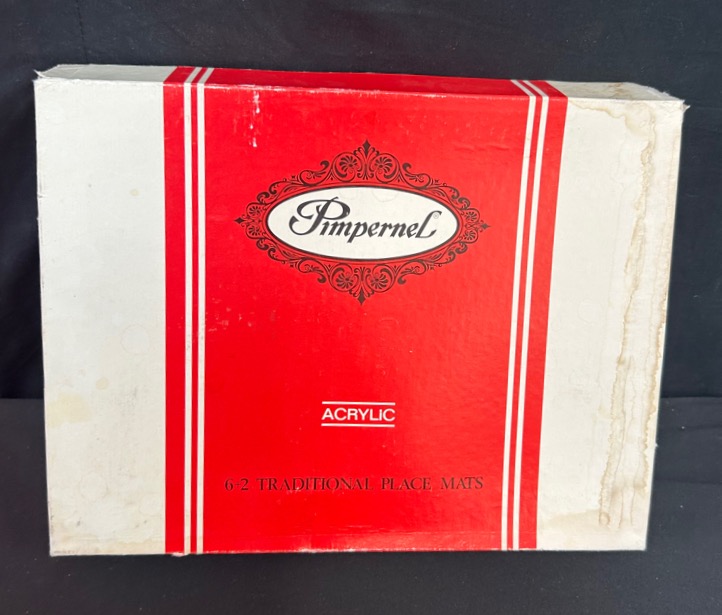 Pimpernel
ACRYLIC
6-2 TRADITIONAL PLACE MATS